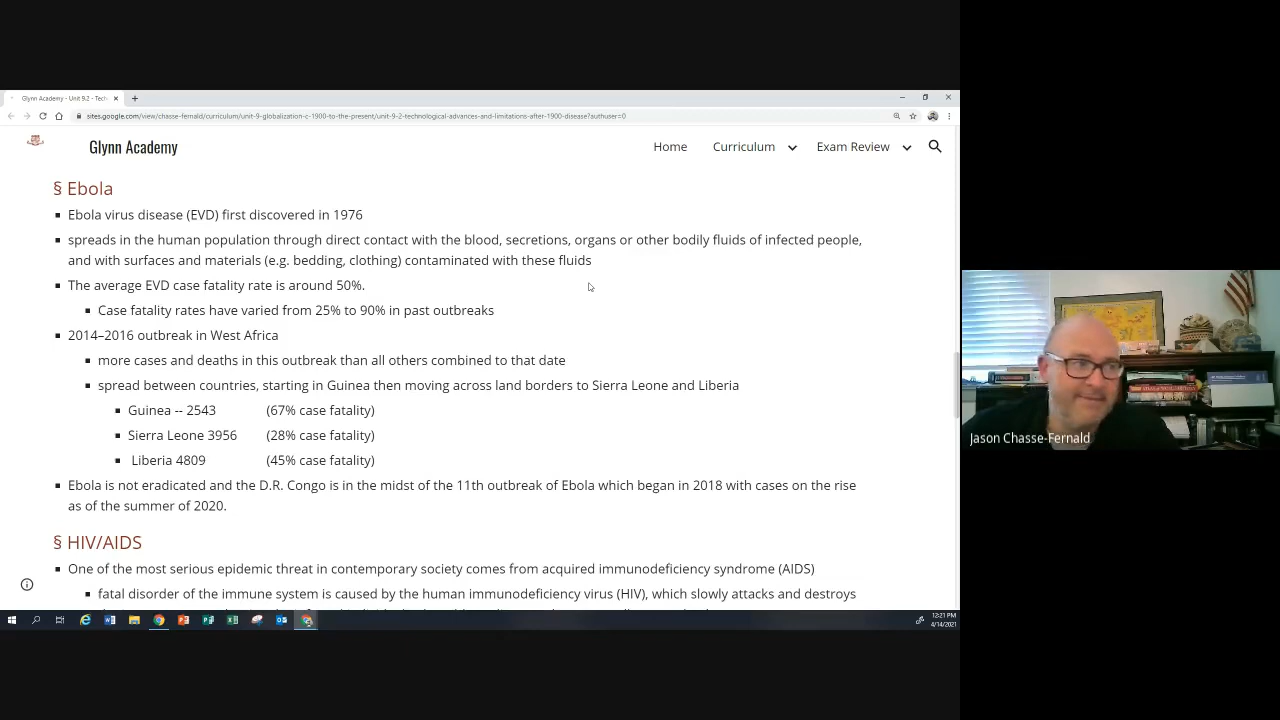 Glynn Academy - Unit 9.2 - Tech
sites.google.com/view/chasse-fernald/curriculum/unit-9-globalization-c-1900-to-the-present/unit-9-2-technological-advances-and-limitations-after-1900-disease?authuser=0
Glynn Academy
Home Curriculum Exam Review
§ Ebola
▪ Ebola virus disease (EVD) first discovered in 1976
▪ spreads in the human population through direct contact with the blood, secretions, organs or other bodily fluids of infected people,
and with surfaces and materials (e.g. bedding, clothing) contaminated with these fluids
▪ The average EVD case fatality rate is around 50%.
▪ Case fatality rates have varied from 25% to 90% in past outbreaks
▪ 2014–2016 outbreak in West Africa
▪ more cases and deaths in this outbreak than all others combined to that date
▪ spread between countries, starting in Guinea then moving across land borders to Sierra Leone and Liberia
▪ Guinea -- 2543 (67% case fatality)
▪ Sierra Leone 3956 (28% case fatality)
▪ Liberia 4809 (45% case fatality)
▪ Ebola is not eradicated and the D.R. Congo is in the midst of the 11th outbreak of Ebola which began in 2018 with cases on the rise
as of the summer of 2020.
§ HIV/AIDS
▪ One of the most serious epidemic threat in contemporary society comes from acquired immunodeficiency syndrome (AIDS)
▪ fatal disorder of the immune system is caused by the human immunodeficiency virus (HIV), which slowly attacks and destroys
Jason Chasse-Fernald
12:21 PM
4/14/2021